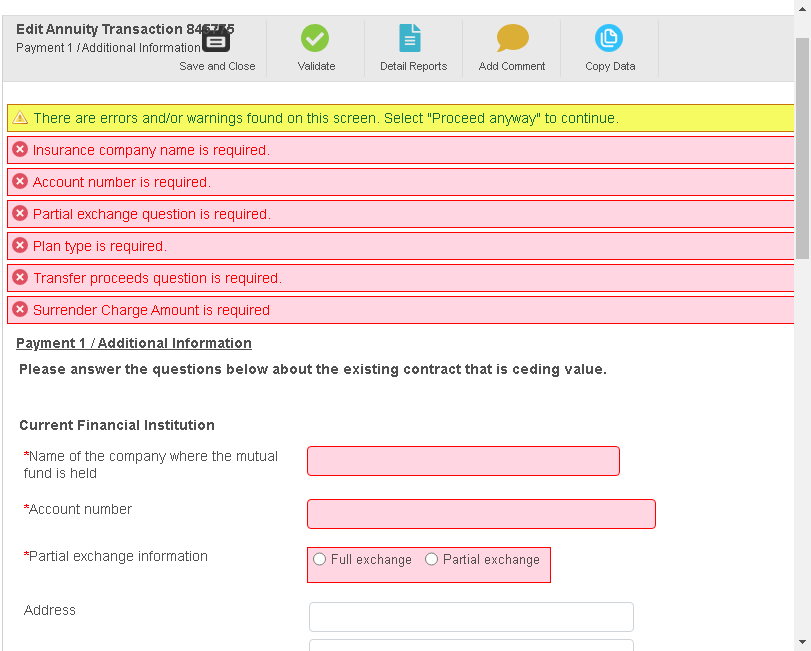 Edit Annuity Transaction
Payment 1 / Additional Information
Save and Close
Validate
Detail Reports
Add Comment
Copy Data
There are errors and/or warnings found on this screen. Select "Proceed anyway" to continue.
Insurance company name is required.
Account number is required.
Partial exchange question is required.
Plan type is required.
Transfer proceeds question is required.
Surrender Charge Amount is required
Payment 1 / Additional Information
Please answer the questions below about the existing contract that is ceding value.
Current Financial Institution
*Name of the company where the mutual
fund is held
*Account number
*Partial exchange information
Full exchange
Partial exchange
Address